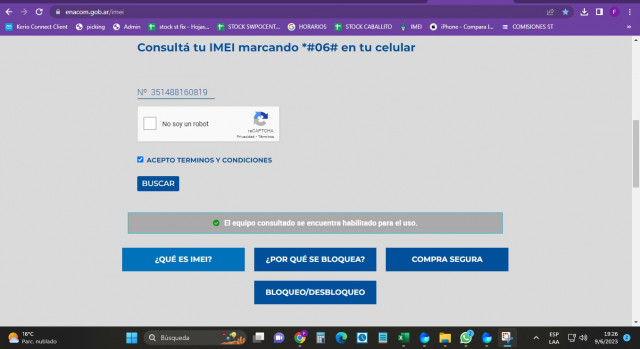 enacom.gob.ar/imei
Kerio Connect Client picking Admin stock st fix - Hojas... STOCK SWPOCENT... HORARIOS STOCK CABALLITO IMEI iPhone - Compara l... COMISIONES ST
Consultá tu IMEI marcando *#06# en tu celular
Nº 351488160819
No soy un robot
reCAPTCHA
Privacidad - Términos
ACEPTO TERMINOS Y CONDICIONES
BUSCAR
El equipo consultado se encuentra habilitado para el uso.
¿QUÉ ES IMEI? ¿POR QUÉ SE BLOQUEA? COMPRA SEGURA
BLOQUEO/DESBLOQUEO
16°C
Parc. nublado
Búsqueda
ESP
LAA
19:26
9/6/2023